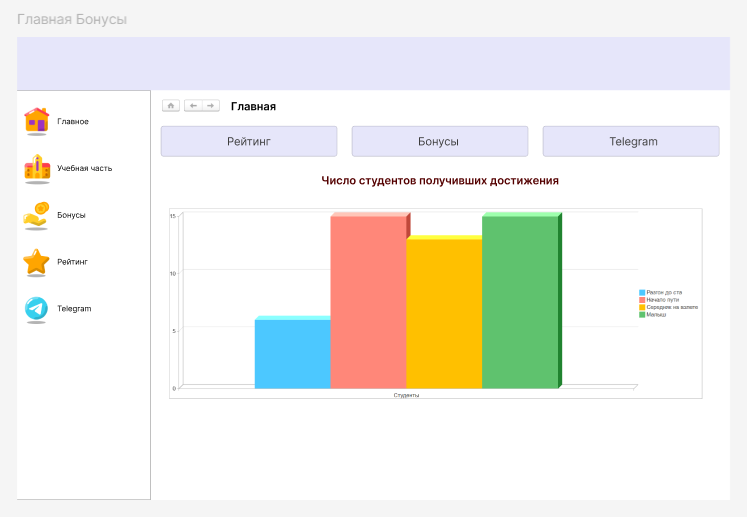 Главная Бонусы
Главное
Учебная часть
Бонусы
Рейтинг
Telegram
Главная
Рейтинг
Бонусы
Telegram
Число студентов получивших достижения
15
10
5
0
Студенты
Разгон до ста
Начало пути
Середняк на взлете
Малыш